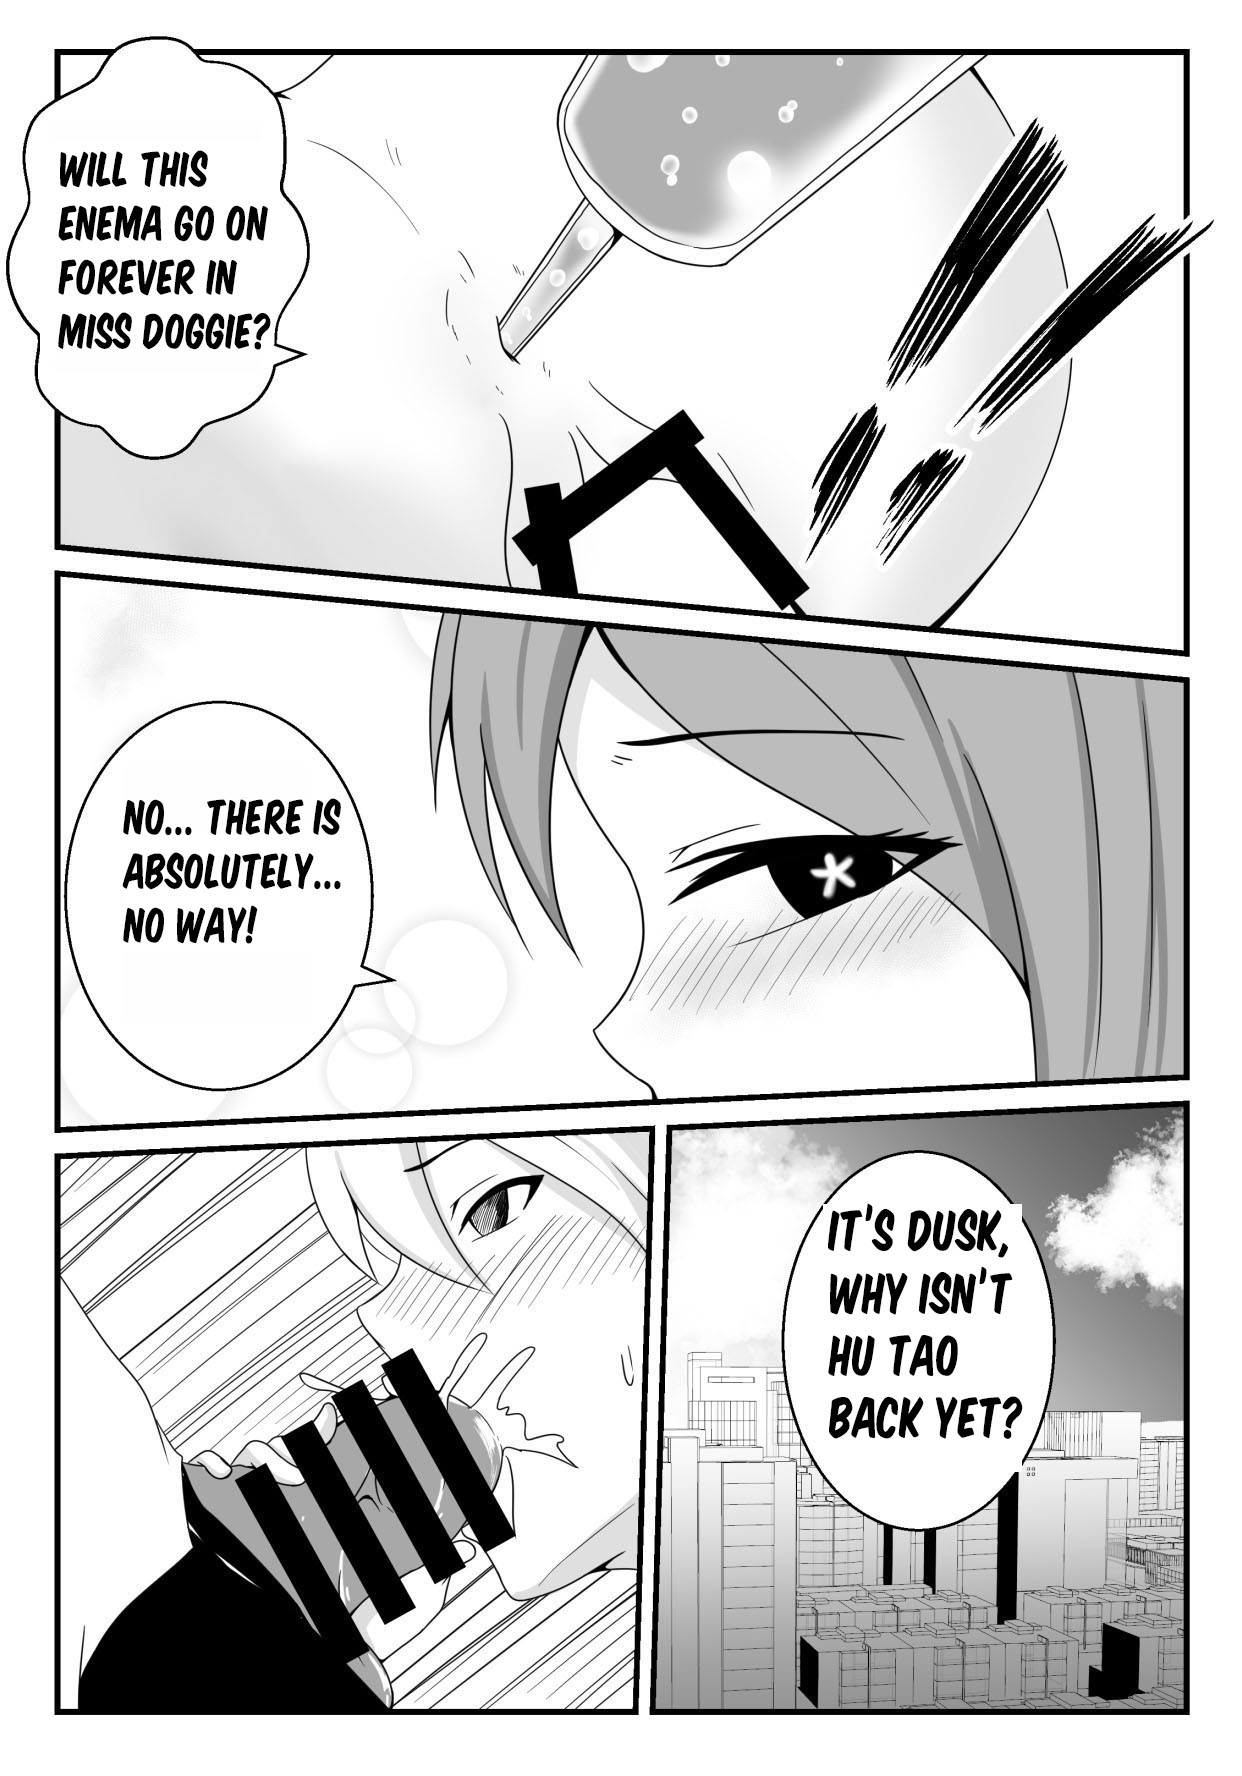 WILL THIS
ENEMA GO ON
FOREVER IN
MISS DOGGIE?
NO... THERE IS
ABSOLUTELY...
NO WAY!
IT'S DUSK,
WHY ISN'T
HU TAO
BACK YET?